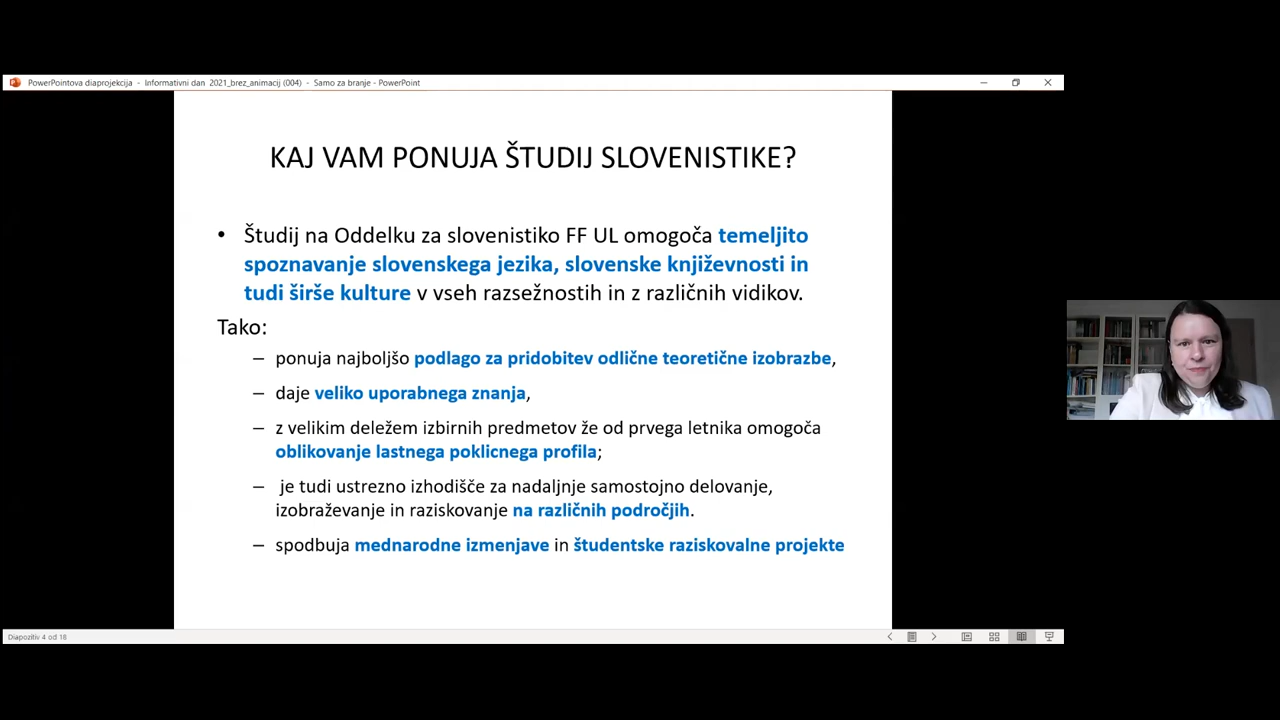 PowerPointova diaprojekcija - Informativni dan 2021_brez_animacij (004) - Samo za branje - PowerPoint
KAJ VAM PONUJA ŠTUDIJ SLOVENISTIKE?
• Študij na Oddelku za slovenistiko FF UL omogoča temeljito
spoznavanje slovenskega jezika, slovenske književnosti in
tudi širše kulture v vseh razsežnostih in z različnih vidikov.
Tako:
– ponuja najboljšo podlago za pridobitev odlične teoretične izobrazbe,
– daje veliko uporabnega znanja,
– z velikim deležem izbirnih predmetov že od prvega letnika omogoča
oblikovanje lastnega poklicnega profila;
– je tudi ustrezno izhodišče za nadaljnje samostojno delovanje,
izobraževanje in raziskovanje na različnih področjih.
– spodbuja mednarodne izmenjave in študentske raziskovalne projekte
Diapozitiv 4 od 18